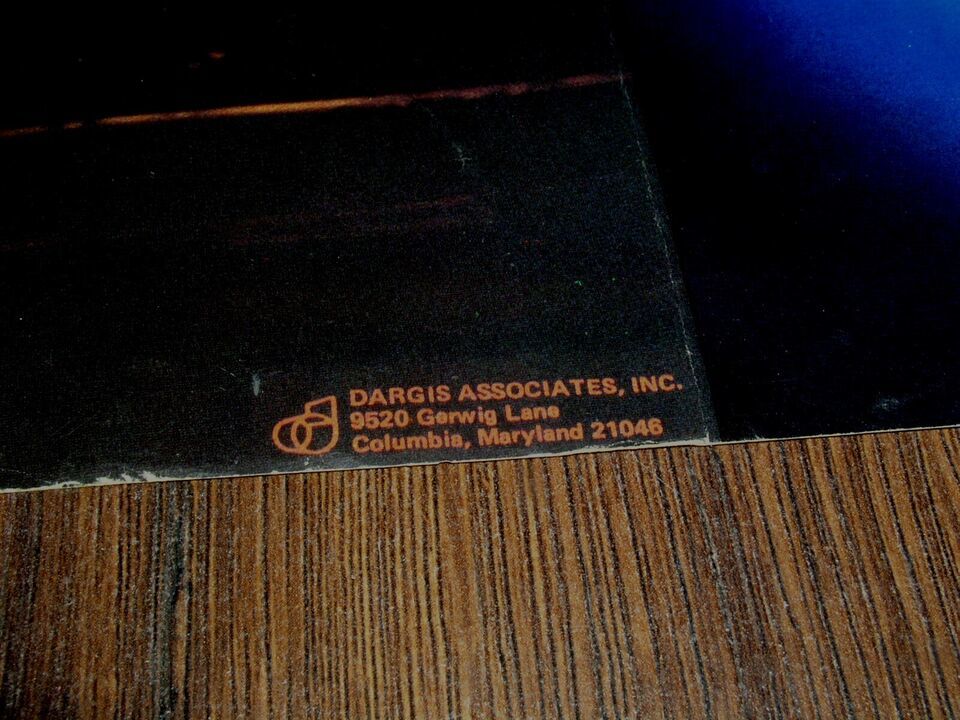 DARGIS ASSOCIATES, INC.
9520 Gerwig Lane
Columbia, Maryland 21046